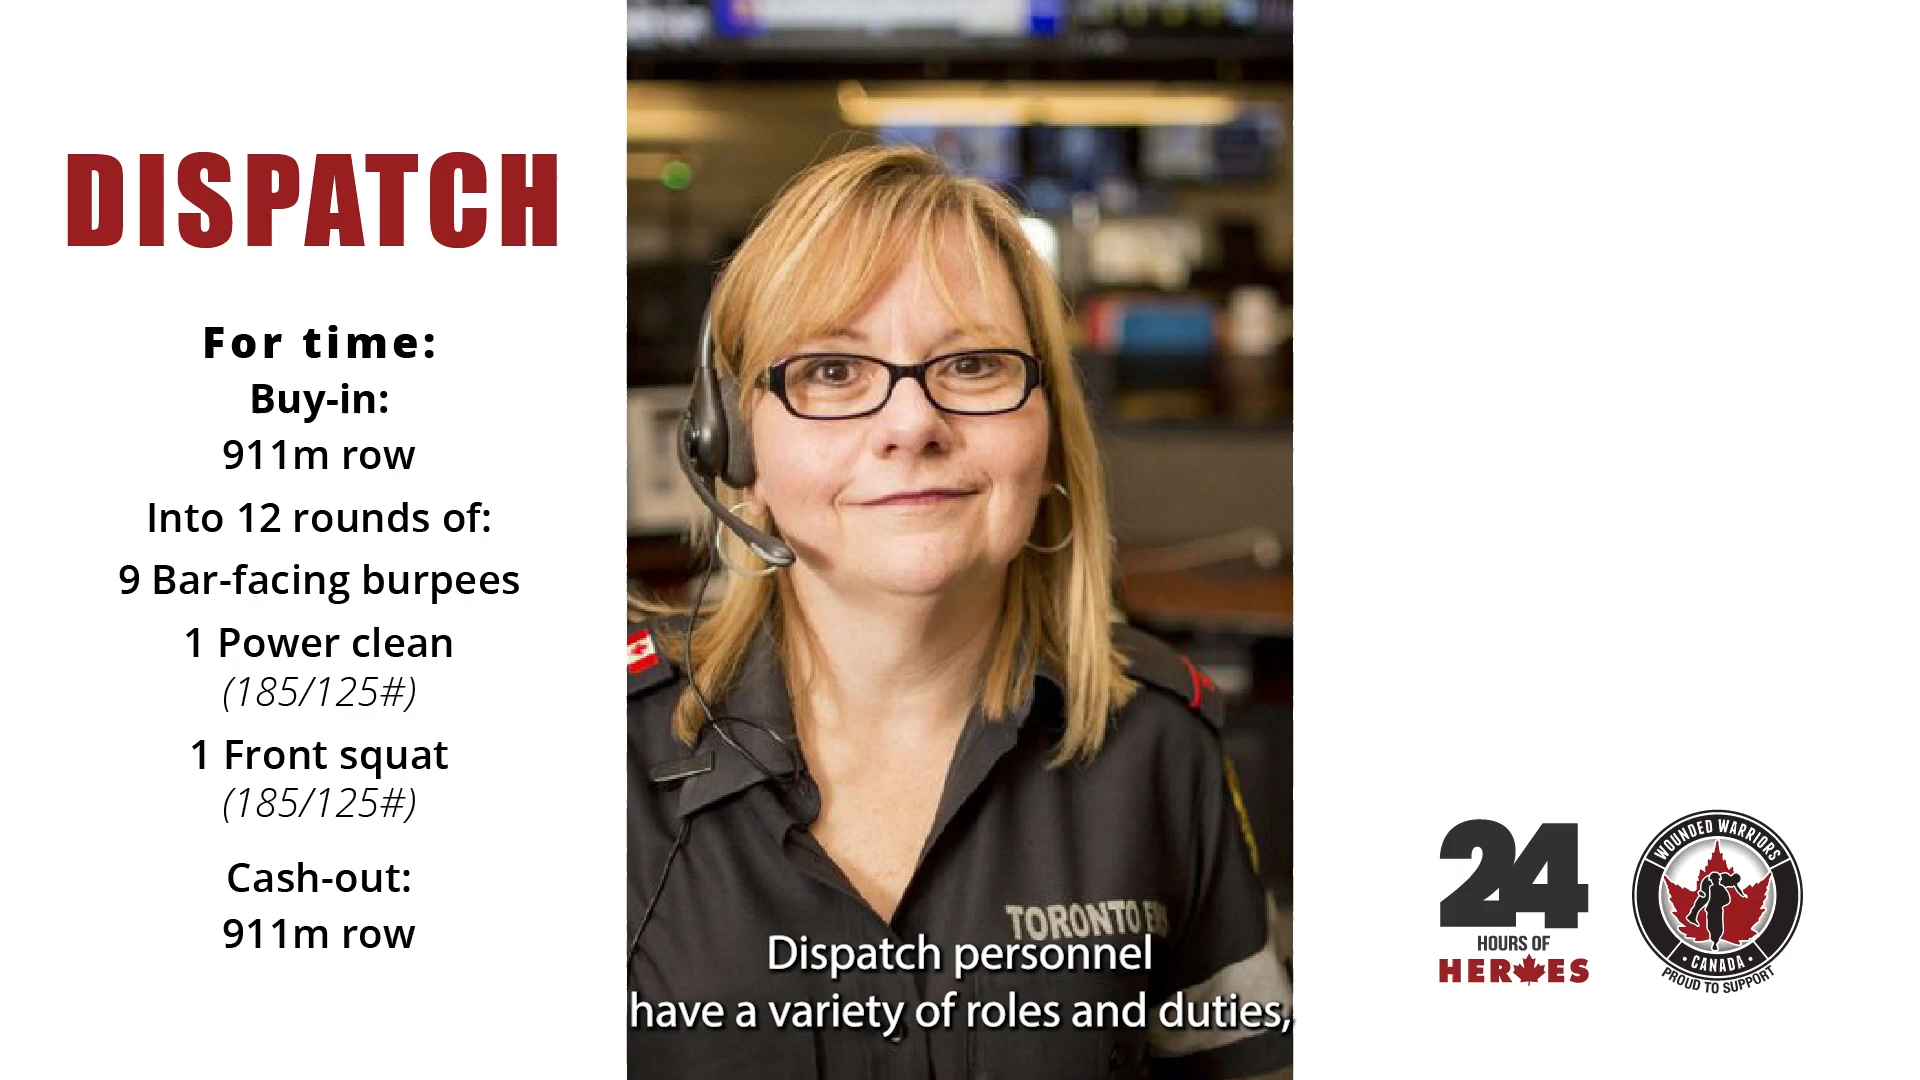 DISPATCH
For time:
Buy-in:
911m row
Into 12 rounds of:
9 Bar-facing burpees
1 Power clean
(185/125#)
1 Front squat
(185/125#)
Cash-out:
911m row
TORONTO EMS
Dispatch personnel
have a variety of roles and duties,
24
HOURS OF
HEROES
WOUNDED WARRIORS
• CANADA •
PROUD TO SUPPORT